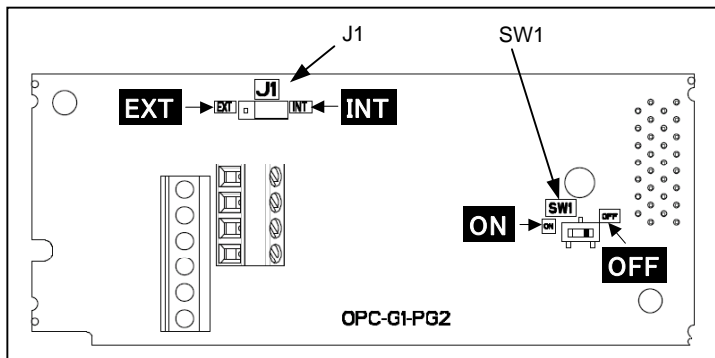 J1 SW1
J1
EXT EXT INT INT
SW1
ON ON OFF
OFF
OPC-G1-PG2